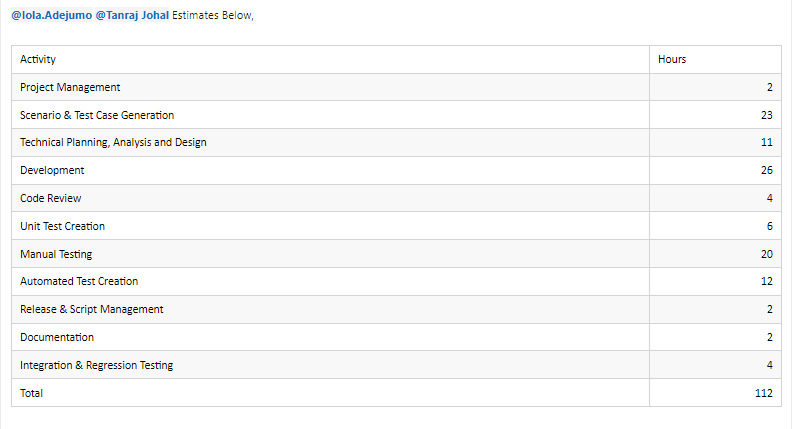 @lola.Adejumo @Tanraj Johal Estimates Below,
Activity Hours
Project Management 2
Scenario & Test Case Generation 23
Technical Planning, Analysis and Design 11
Development 26
Code Review 4
Unit Test Creation 6
Manual Testing 20
Automated Test Creation 12
Release & Script Management 2
Documentation 2
Integration & Regression Testing 4
Total 112